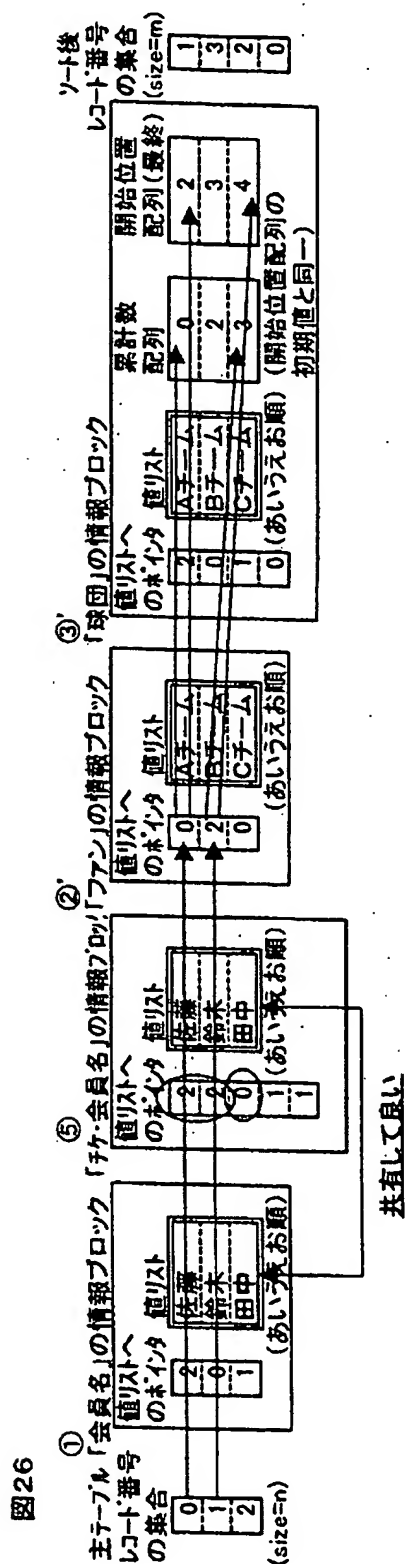 図26
①
主テーブル「会員名」の情報ブロック
レコード番号
の集合
0
1
2
(size=n)
値リストへ
のポインタ
2
0
1
値リスト
佐藤
鈴木
田中
(あいうえお順)
⑤
「チケ・会員名」の情報ブロック
値リストへ
のポインタ
2
2
0
1
1
値リスト
佐藤
鈴木
田中
(あいうえお順)
共有して良い
②'
「ファン」の情報ブロック
値リストへ
のポインタ
0
2
0
値リスト
Aチーム
Bチーム
Cチーム
(あいうえお順)
③'
「球団」の情報ブロック
値リストへ
のポインタ
2
0
1
0
値リスト
Aチーム
Bチーム
Cチーム
(あいうえお順)
累計数
配列
0
2
3
(開始位置配列の
初期値と同一)
開始位置
配列(最終)
2
3
4
ソート後
レコード番号
の集合
(size=m)
1
3
2
0